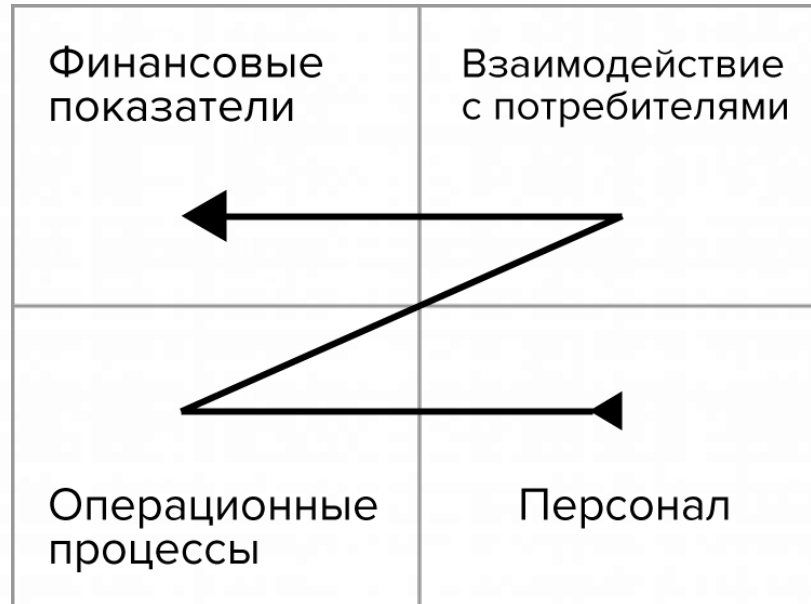 Финансовые
показатели
Взаимодействие
с потребителями
Операционные
процессы
Персонал